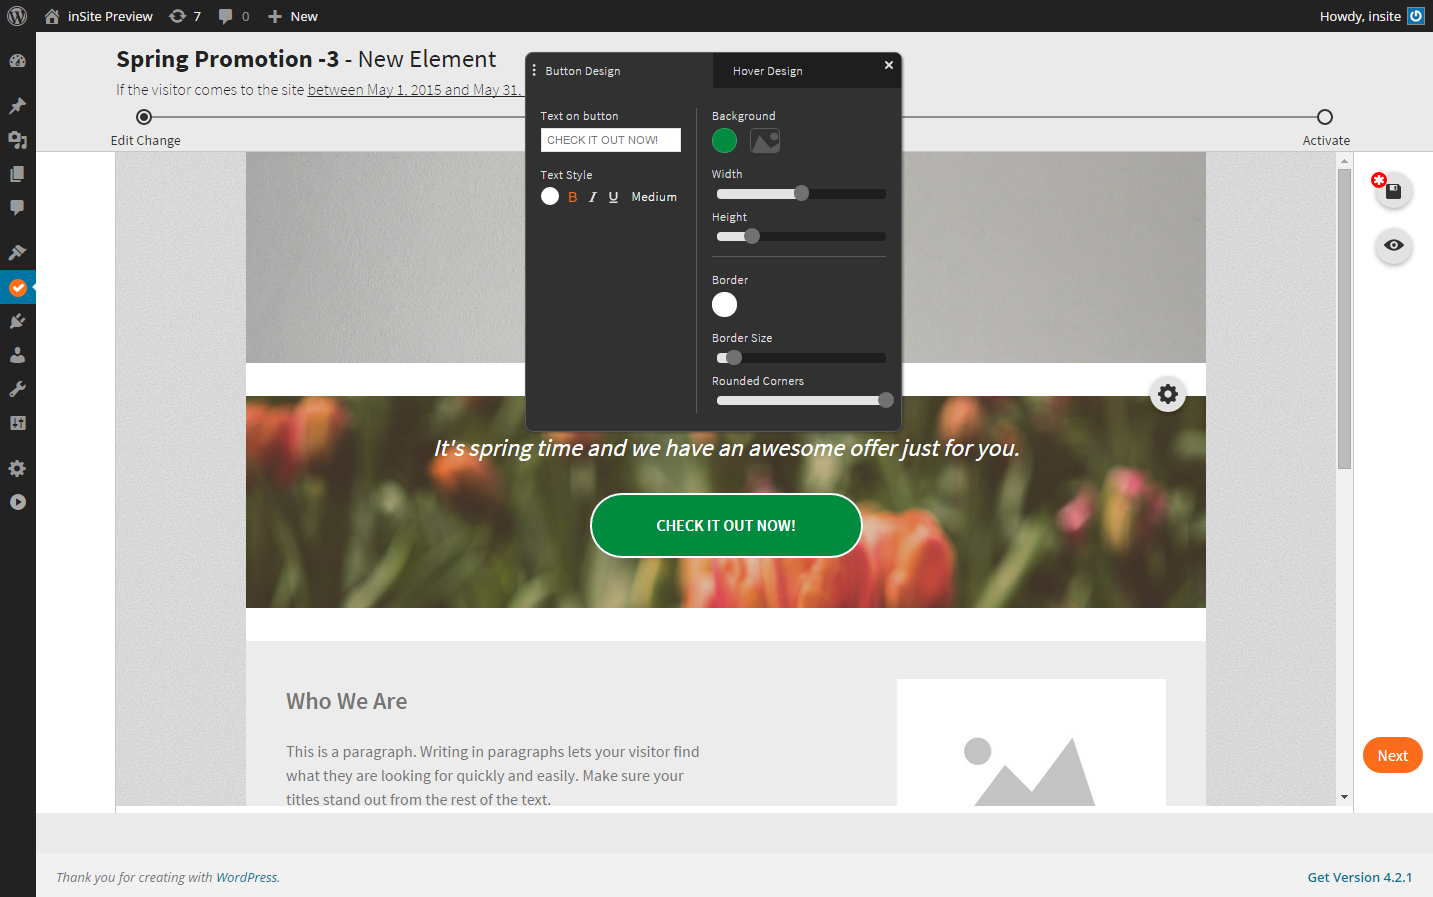 inSite Preview 7 0 New Howdy, insite
Spring Promotion -3 - New Element
If the visitor comes to the site between May 1, 2015 and May 31,
Edit Change
Activate
Button Design Hover Design
Text on button
CHECK IT OUT NOW!
Text Style
B I U Medium
Background
Width
Height
Border
Border Size
Rounded Corners
It's spring time and we have an awesome offer just for you.
CHECK IT OUT NOW!
Who We Are
This is a paragraph. Writing in paragraphs lets your visitor find
what they are looking for quickly and easily. Make sure your
titles stand out from the rest of the text.
Next
Thank you for creating with WordPress.
Get Version 4.2.1